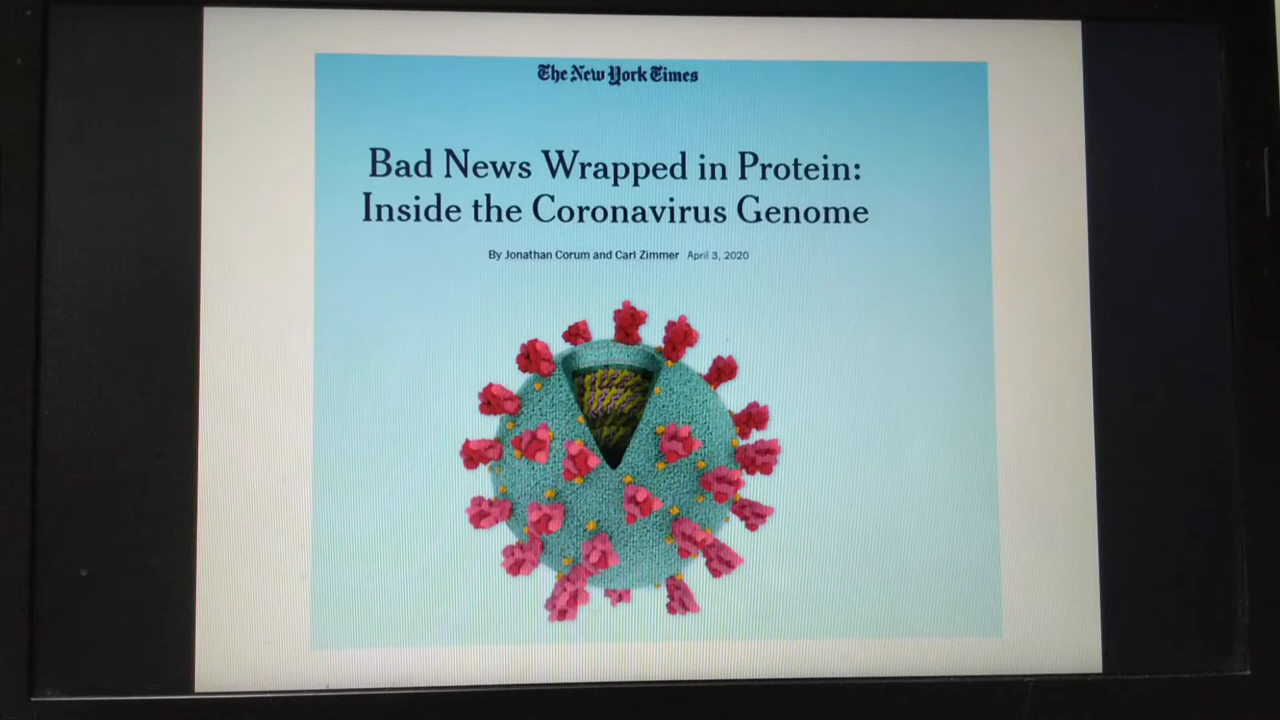 The New York Times
Bad News Wrapped in Protein:
Inside the Coronavirus Genome
By Jonathan Corum and Carl Zimmer April 3, 2020